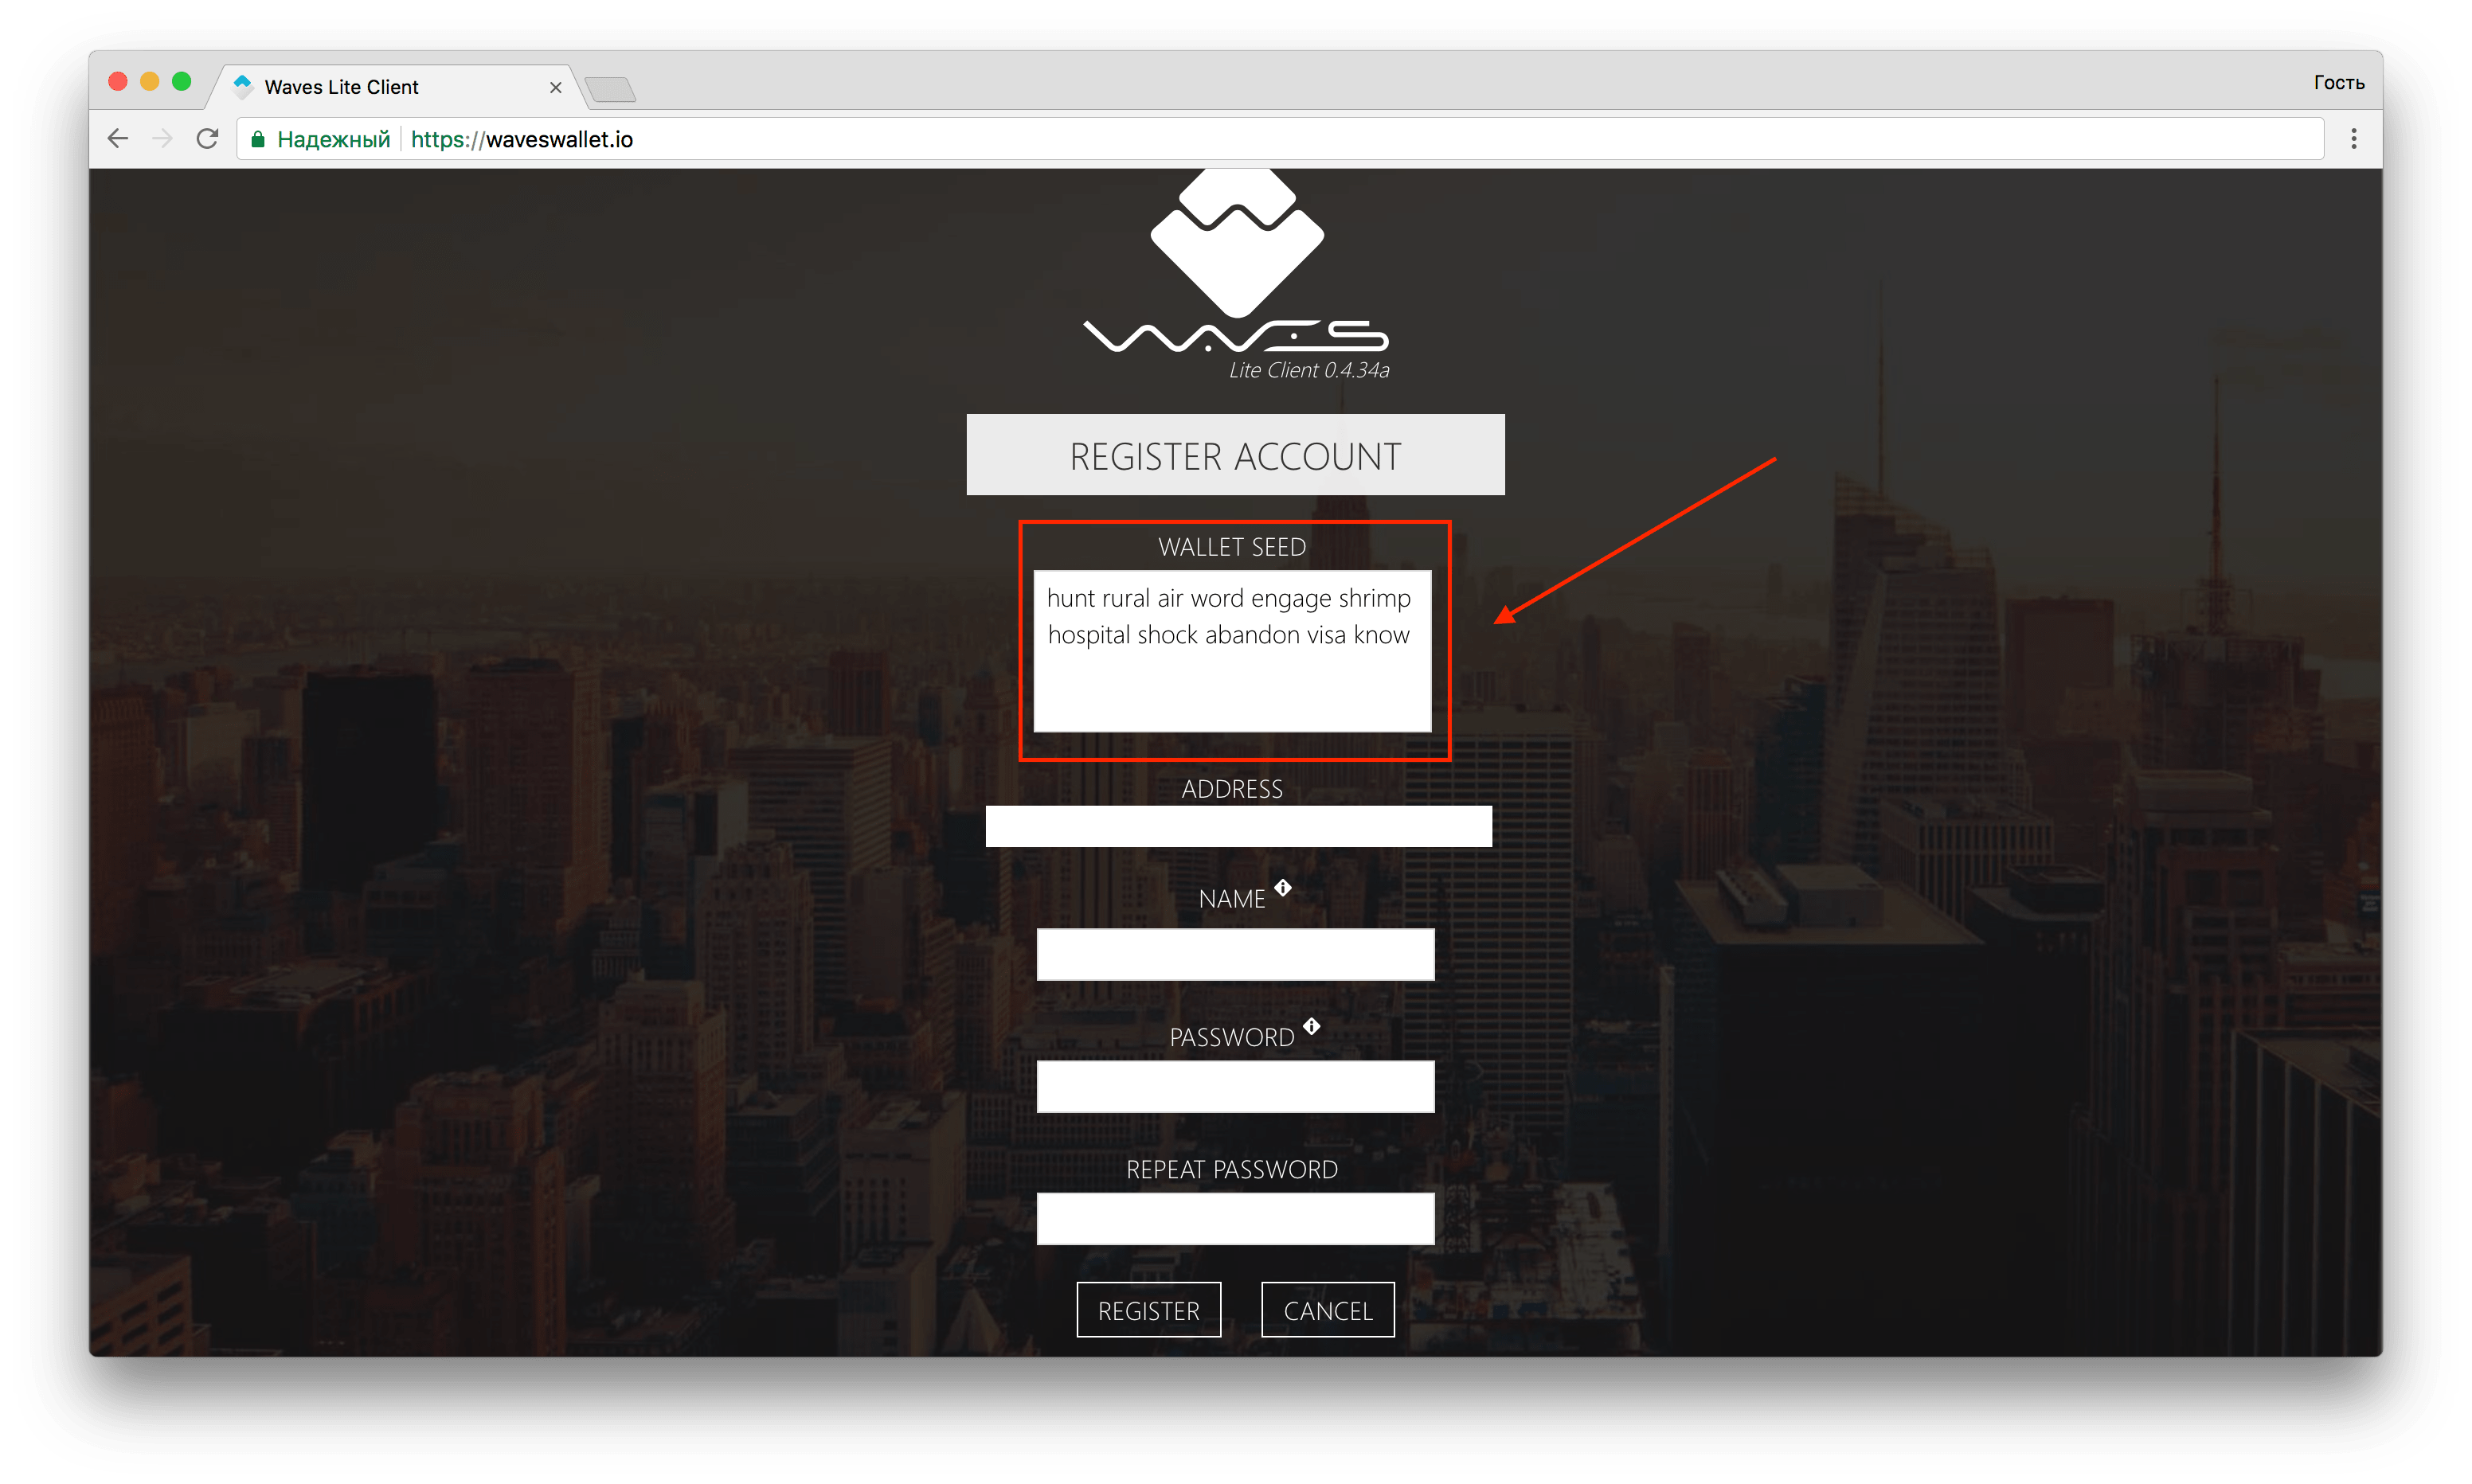 Waves Lite Client
Гость
Надежный
https://waveswallet.io
WAVES
Lite Client 0.4.34a
REGISTER ACCOUNT
WALLET SEED
hunt rural air word engage shrimp
hospital shock abandon visa know
ADDRESS
NAME
PASSWORD
REPEAT PASSWORD
REGISTER
CANCEL